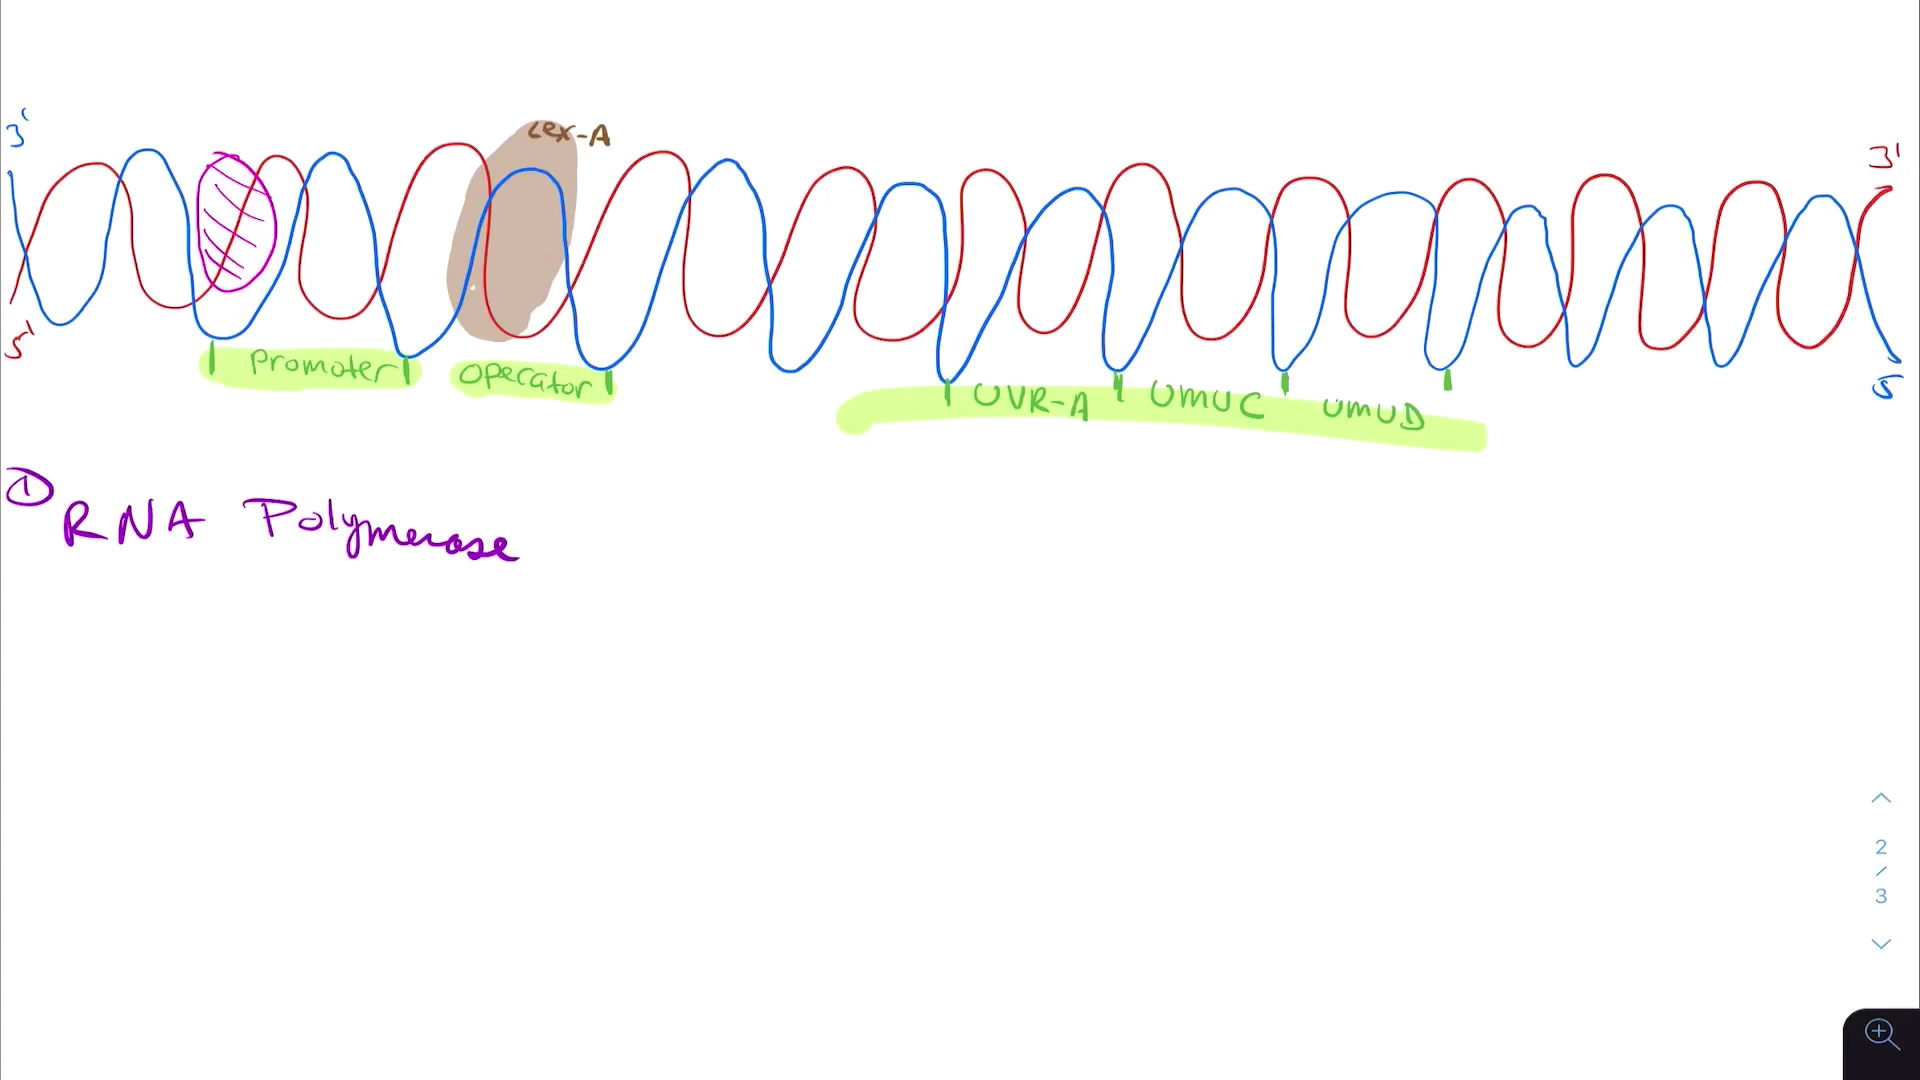 3'
Lex-A
3'
5'
Promoter
Operator
UVR-A
UMUC
UMUD
5'
① RNA Polymerase
2
/
3